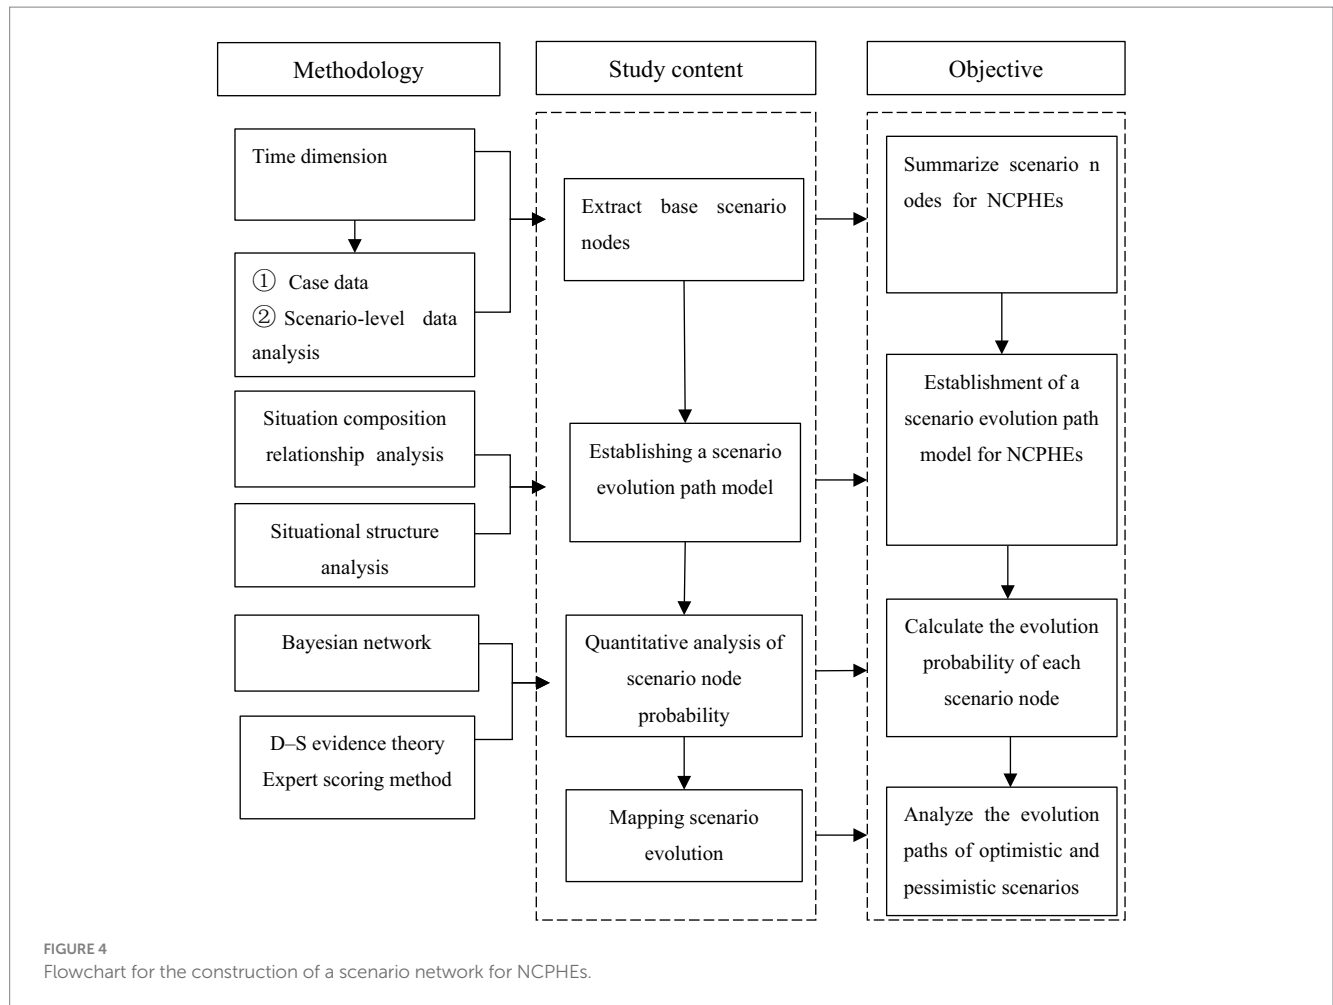 Methodology
Study content
Objective
Time dimension
① Case data
② Scenario-level data
analysis
Situation composition
relationship analysis
Situational structure
analysis
Bayesian network
D–S evidence theory
Expert scoring method
Extract base scenario
nodes
Establishing a scenario
evolution path model
Quantitative analysis of
scenario node
probability
Mapping scenario
evolution
Summarize scenario n
odes for NCPHEs
Establishment of a
scenario evolution path
model for NCPHEs
Calculate the evolution
probability of each
scenario node
Analyze the evolution
paths of optimistic and
pessimistic scenarios
FIGURE 4
Flowchart for the construction of a scenario network for NCPHEs.